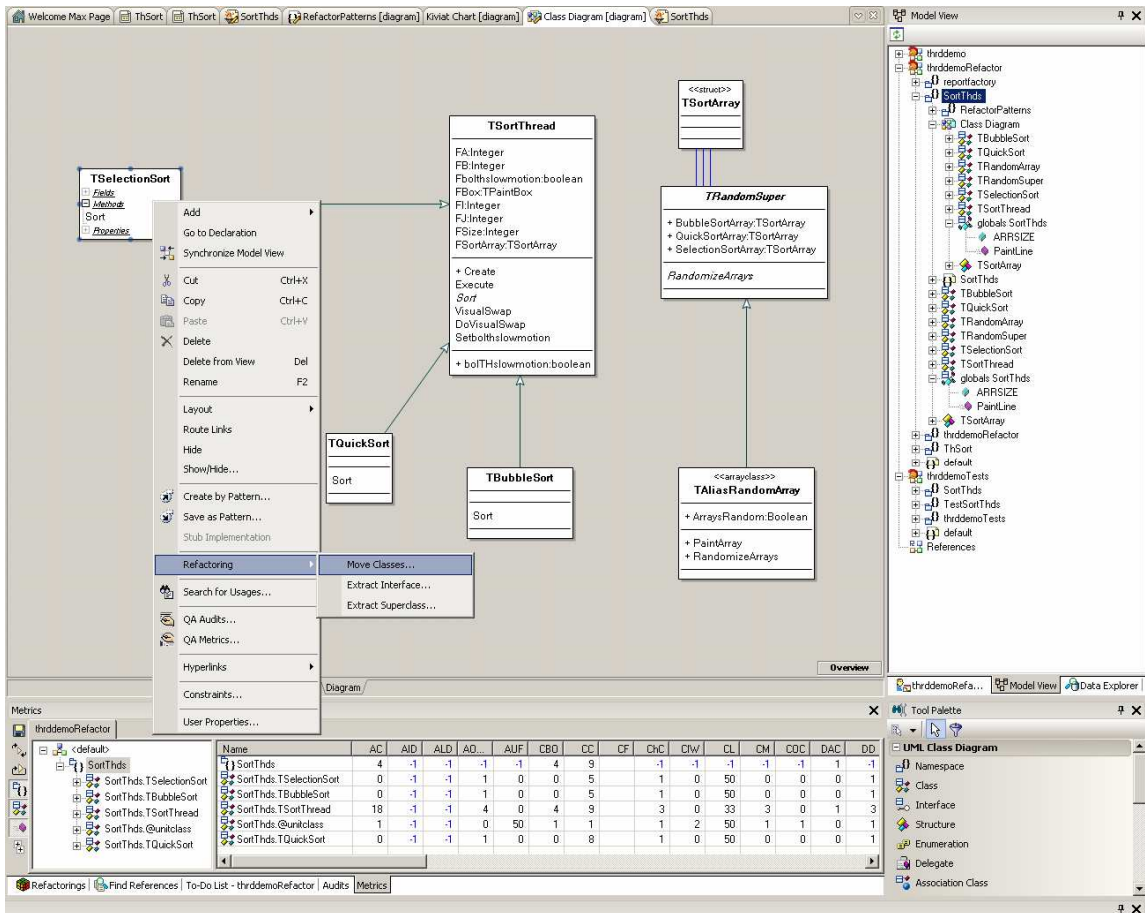 Welcome Max Page
ThSort
ThSort
SortThds
RefactorPatterns [diagram]
Kiviat Chart [diagram]
Class Diagram [diagram]
SortThds
TSelectionSort
Fields
Methods
Sort
Properties
TSortThread
FA:Integer
FB:Integer
Fbolthslowmotion:boolean
FBox:TPaintBox
FI:Integer
FJ:Integer
FSize:Integer
FSortArray:TSortArray
+ Create
Execute
Sort
VisualSwap
DoVisualSwap
Setbolthslowmotion
+ bolTHslowmotion:boolean
<<struct>>
TSortArray
TRandomSuper
+ BubbleSortArray:TSortArray
+ QuickSortArray:TSortArray
+ SelectionSortArray:TSortArray
RandomizeArrays
TQuickSort
Sort
TBubbleSort
Sort
<<arrayclass>>
TAliasRandomArray
+ ArraysRandom:Boolean
+ PaintArray
+ RandomizeArrays
Add
Go to Declaration
Synchronize Model View
Cut Ctrl+X
Copy Ctrl+C
Paste Ctrl+V
Delete
Delete from View Del
Rename F2
Layout
Route Links
Hide
Show/Hide...
Create by Pattern...
Save as Pattern...
Stub Implementation
Refactoring
Search for Usages...
QA Audits...
QA Metrics...
Hyperlinks
Constraints...
User Properties...
Move Classes...
Extract Interface...
Extract Superclass...
Overview
Diagram
Model View
thrddemo
thrddemoRefactor
reportfactory
SortThds
RefactorPatterns
Class Diagram
TBubbleSort
TQuickSort
TRandomArray
TRandomSuper
TSelectionSort
TSortThread
globals SortThds
ARRSIZE
PaintLine
TSortArray
SortThds
TBubbleSort
TQuickSort
TRandomArray
TRandomSuper
TSelectionSort
TSortThread
globals SortThds
ARRSIZE
PaintLine
TSortArray
thrddemoRefactor
ThSort
default
thrddemoTests
SortThds
TestSortThds
thrddemoTests
default
References
thrddemoRefa...
Model View
Data Explorer
Metrics
thrddemoRefactor
<default>
SortThds
SortThds.TSelectionSort
SortThds.TBubbleSort
SortThds.TSortThread
SortThds.@unitclass
SortThds.TQuickSort
Name AC AID ALD AO... AUF CBO CC CF ChC CIW CL CM COC DAC DD
SortThds 4 -1 -1 -1 -1 4 9 -1 -1 -1 -1 -1 1 -1
SortThds.TSelectionSort 0 -1 -1 1 0 0 5 1 0 50 0 0 0 1
SortThds.TBubbleSort 0 -1 -1 1 0 0 5 1 0 50 0 0 0 1
SortThds.TSortThread 18 -1 -1 4 0 4 9 3 0 33 3 0 1 3
SortThds.@unitclass 1 -1 -1 0 50 1 1 1 2 50 1 1 0 1
SortThds.TQuickSort 0 -1 -1 1 0 0 8 1 0 50 0 0 0 1
Refactorings
Find References
To-Do List - thrddemoRefactor
Audits
Metrics
Tool Palette
UML Class Diagram
Namespace
Class
Interface
Structure
Enumeration
Delegate
Association Class